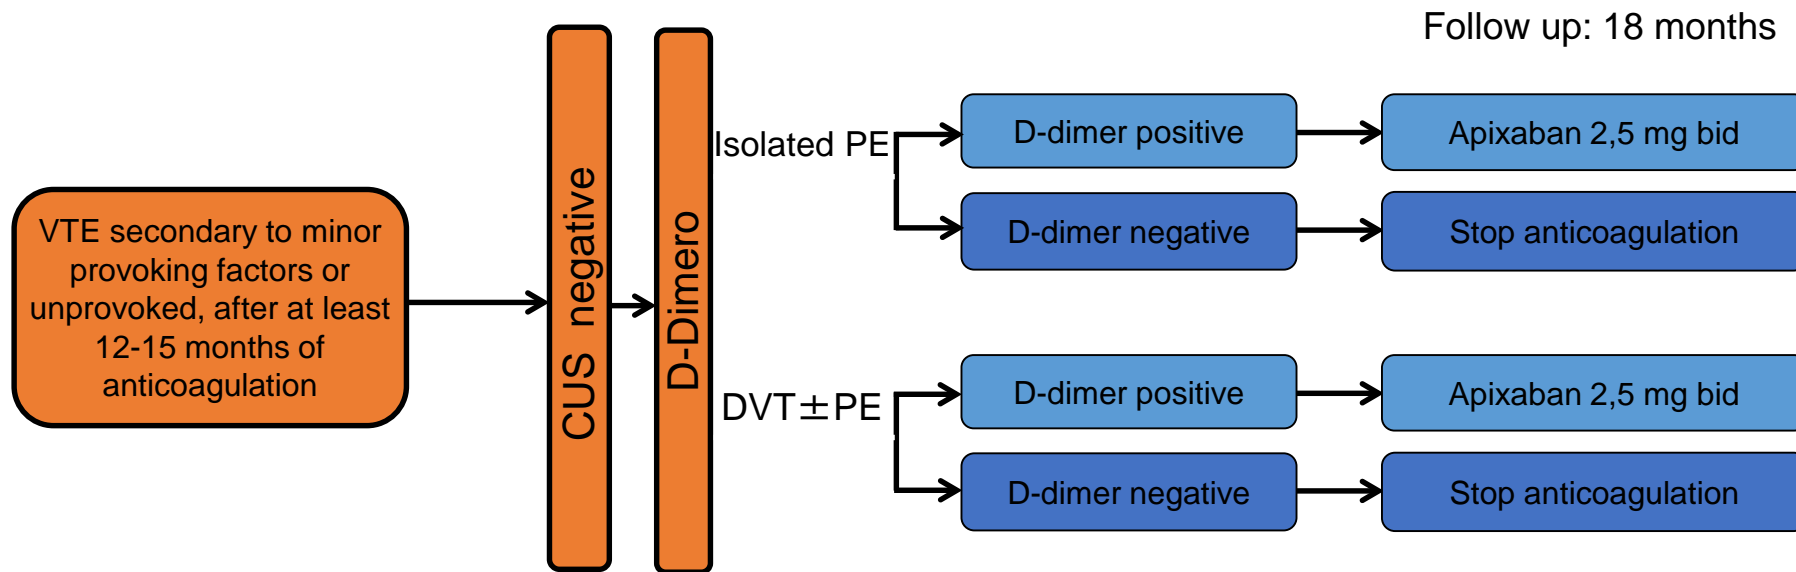 Follow up: 18 months
VTE secondary to minor
provoking factors or
unprovoked, after at least
12-15 months of
anticoagulation
CUS negative
D-Dimero
Isolated PE
D-dimer positive
Apixaban 2,5 mg bid
D-dimer negative
Stop anticoagulation
DVT±PE
D-dimer positive
Apixaban 2,5 mg bid
D-dimer negative
Stop anticoagulation